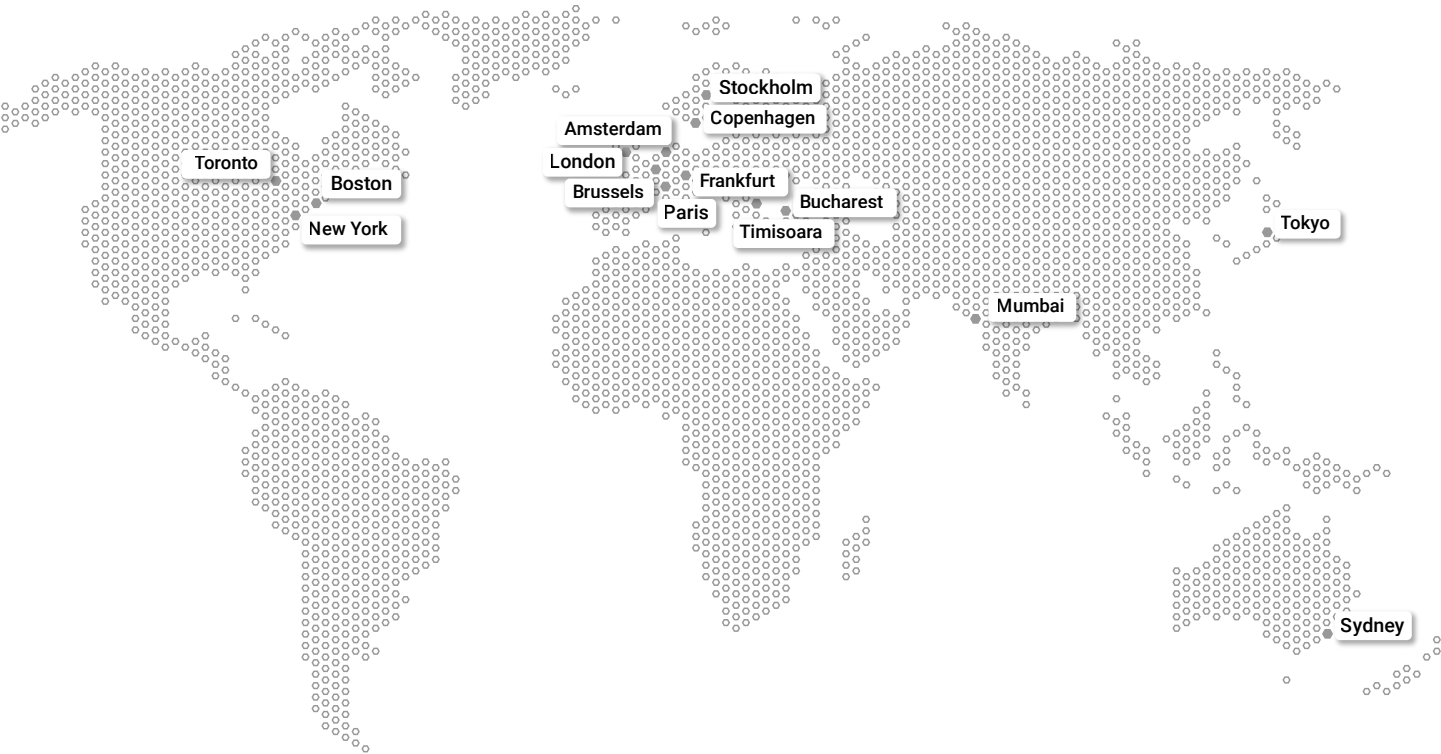 Stockholm
Copenhagen
Amsterdam
London
Toronto
Boston
Frankfurt
Brussels
Bucharest
Paris
New York
Timisoara
Tokyo
Mumbai
Sydney